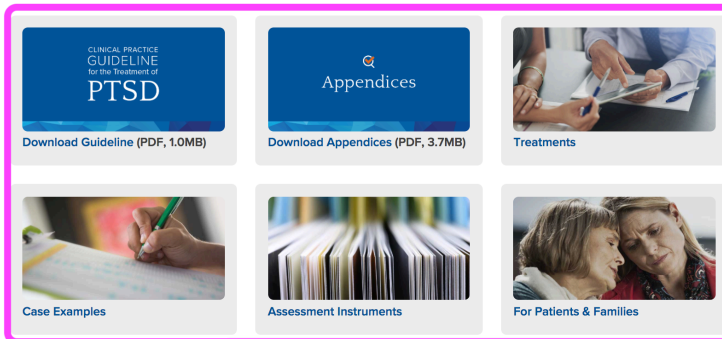 CLINICAL PRACTICE
GUIDELINE
for the Treatment of
PTSD
Appendices
Download Guideline (PDF, 1.0MB)
Download Appendices (PDF, 3.7MB)
Treatments
Case Examples
Assessment Instruments
For Patients & Families